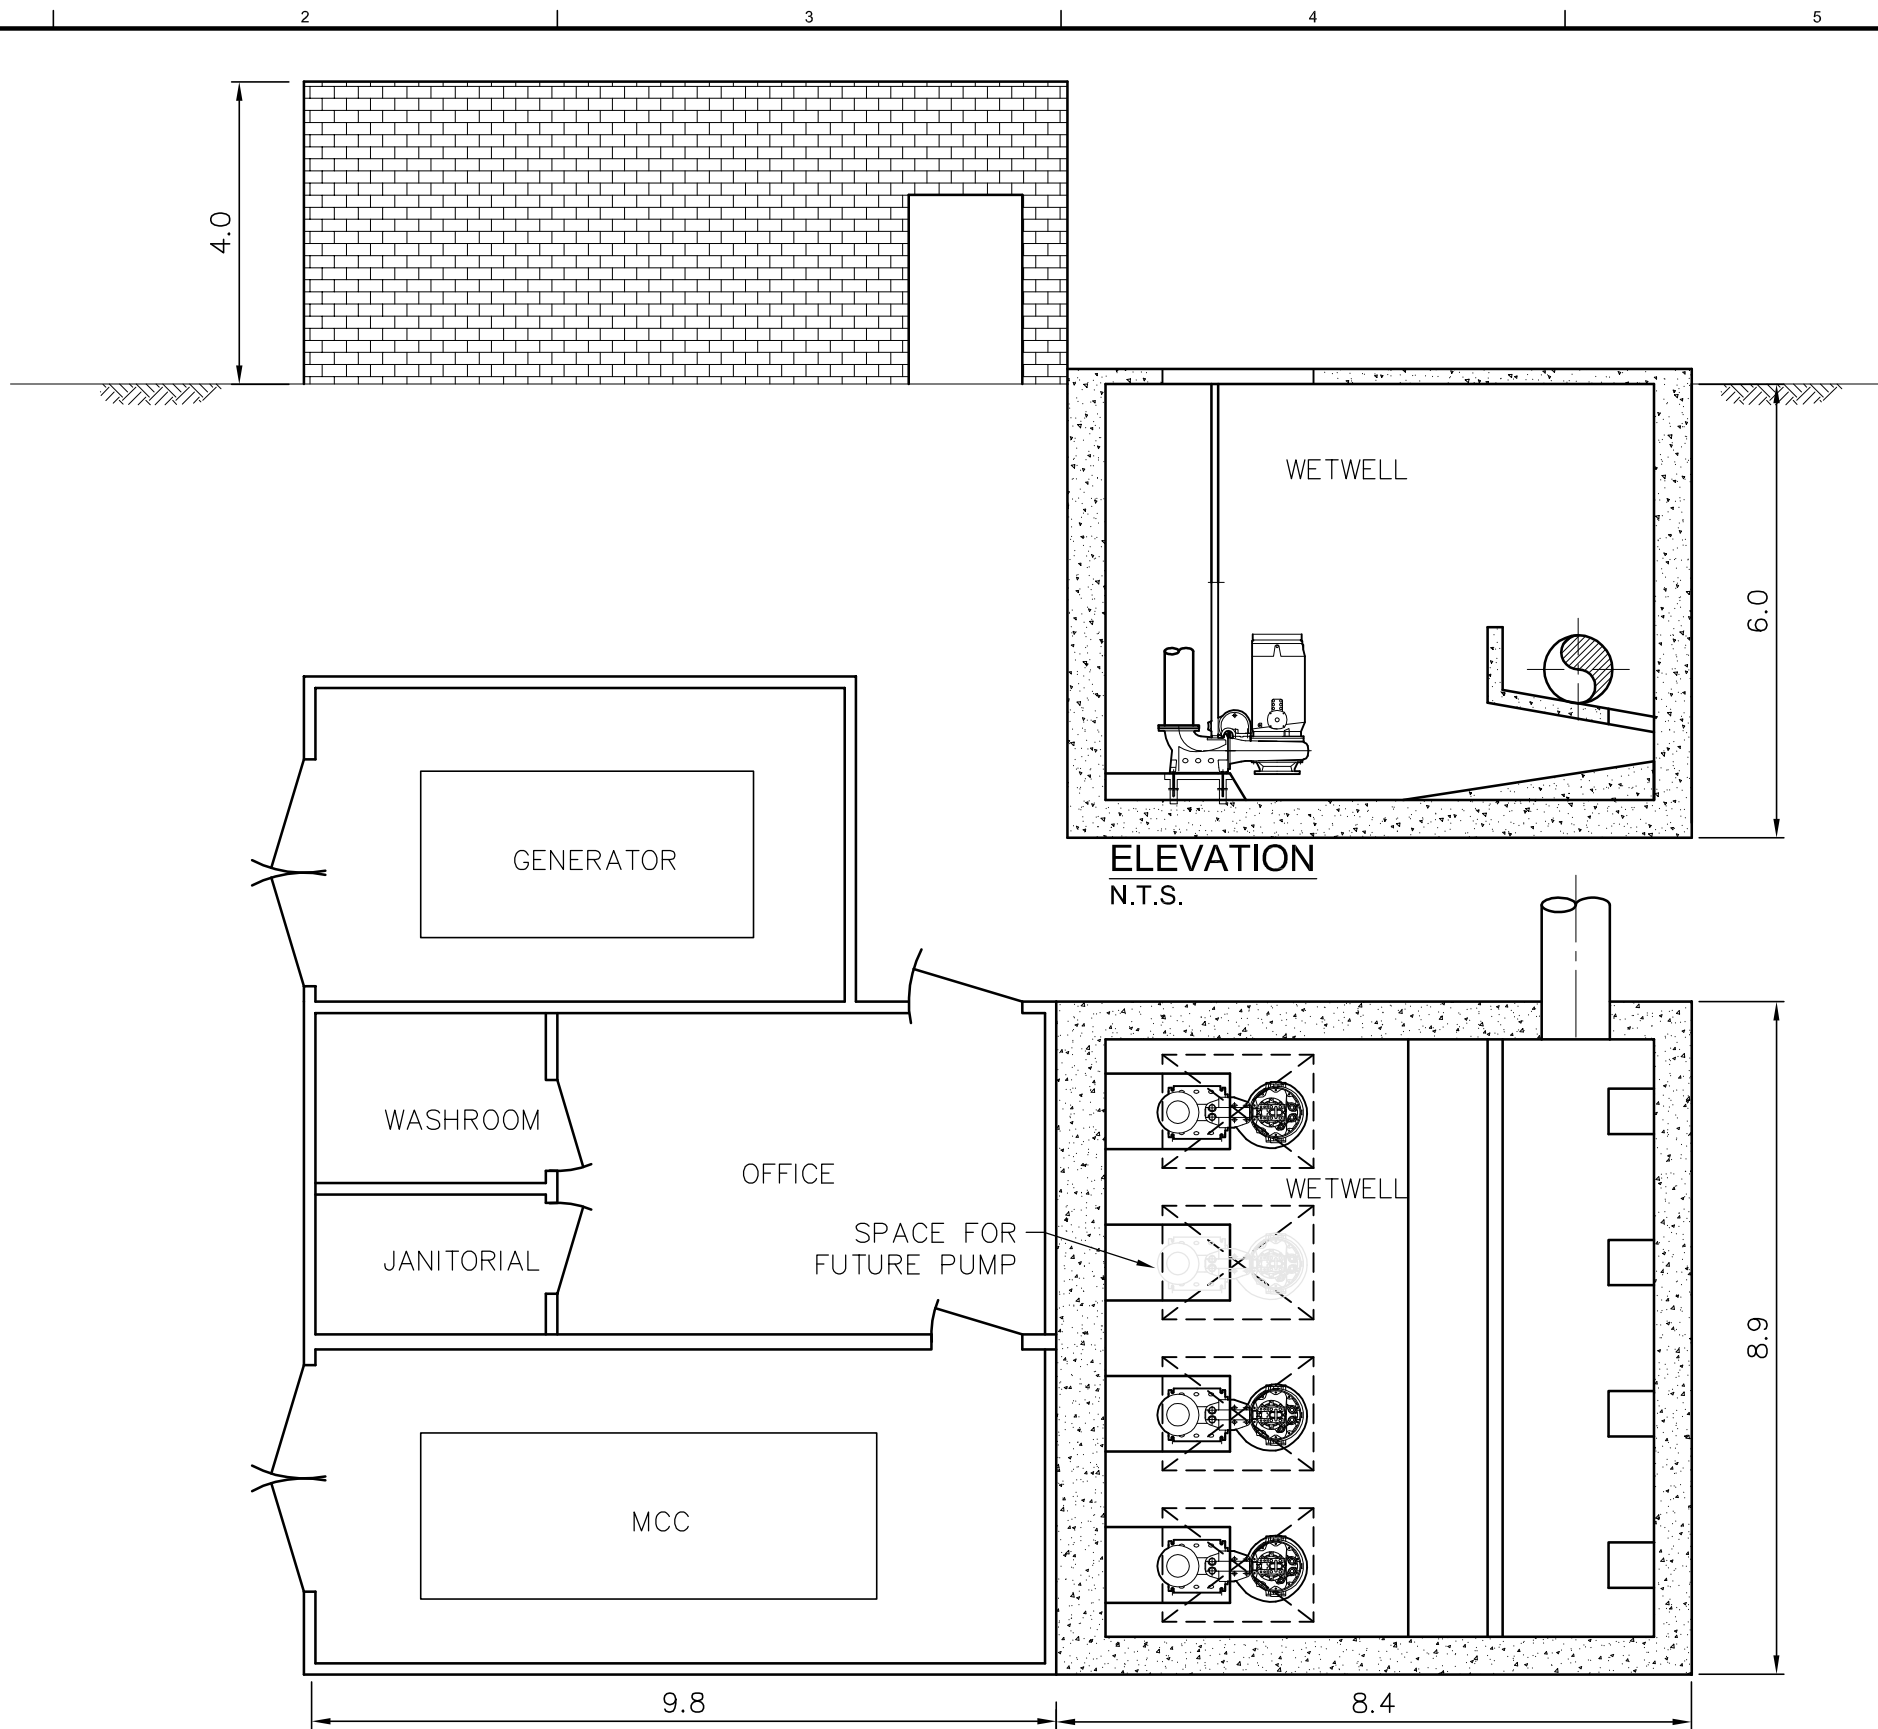 2 3 4 5
4.0
WETWELL
6.0
ELEVATION
N.T.S.
GENERATOR
WASHROOM
OFFICE
WETWELL
SPACE FOR
FUTURE PUMP
JANITORIAL
8.9
MCC
9.8
8.4